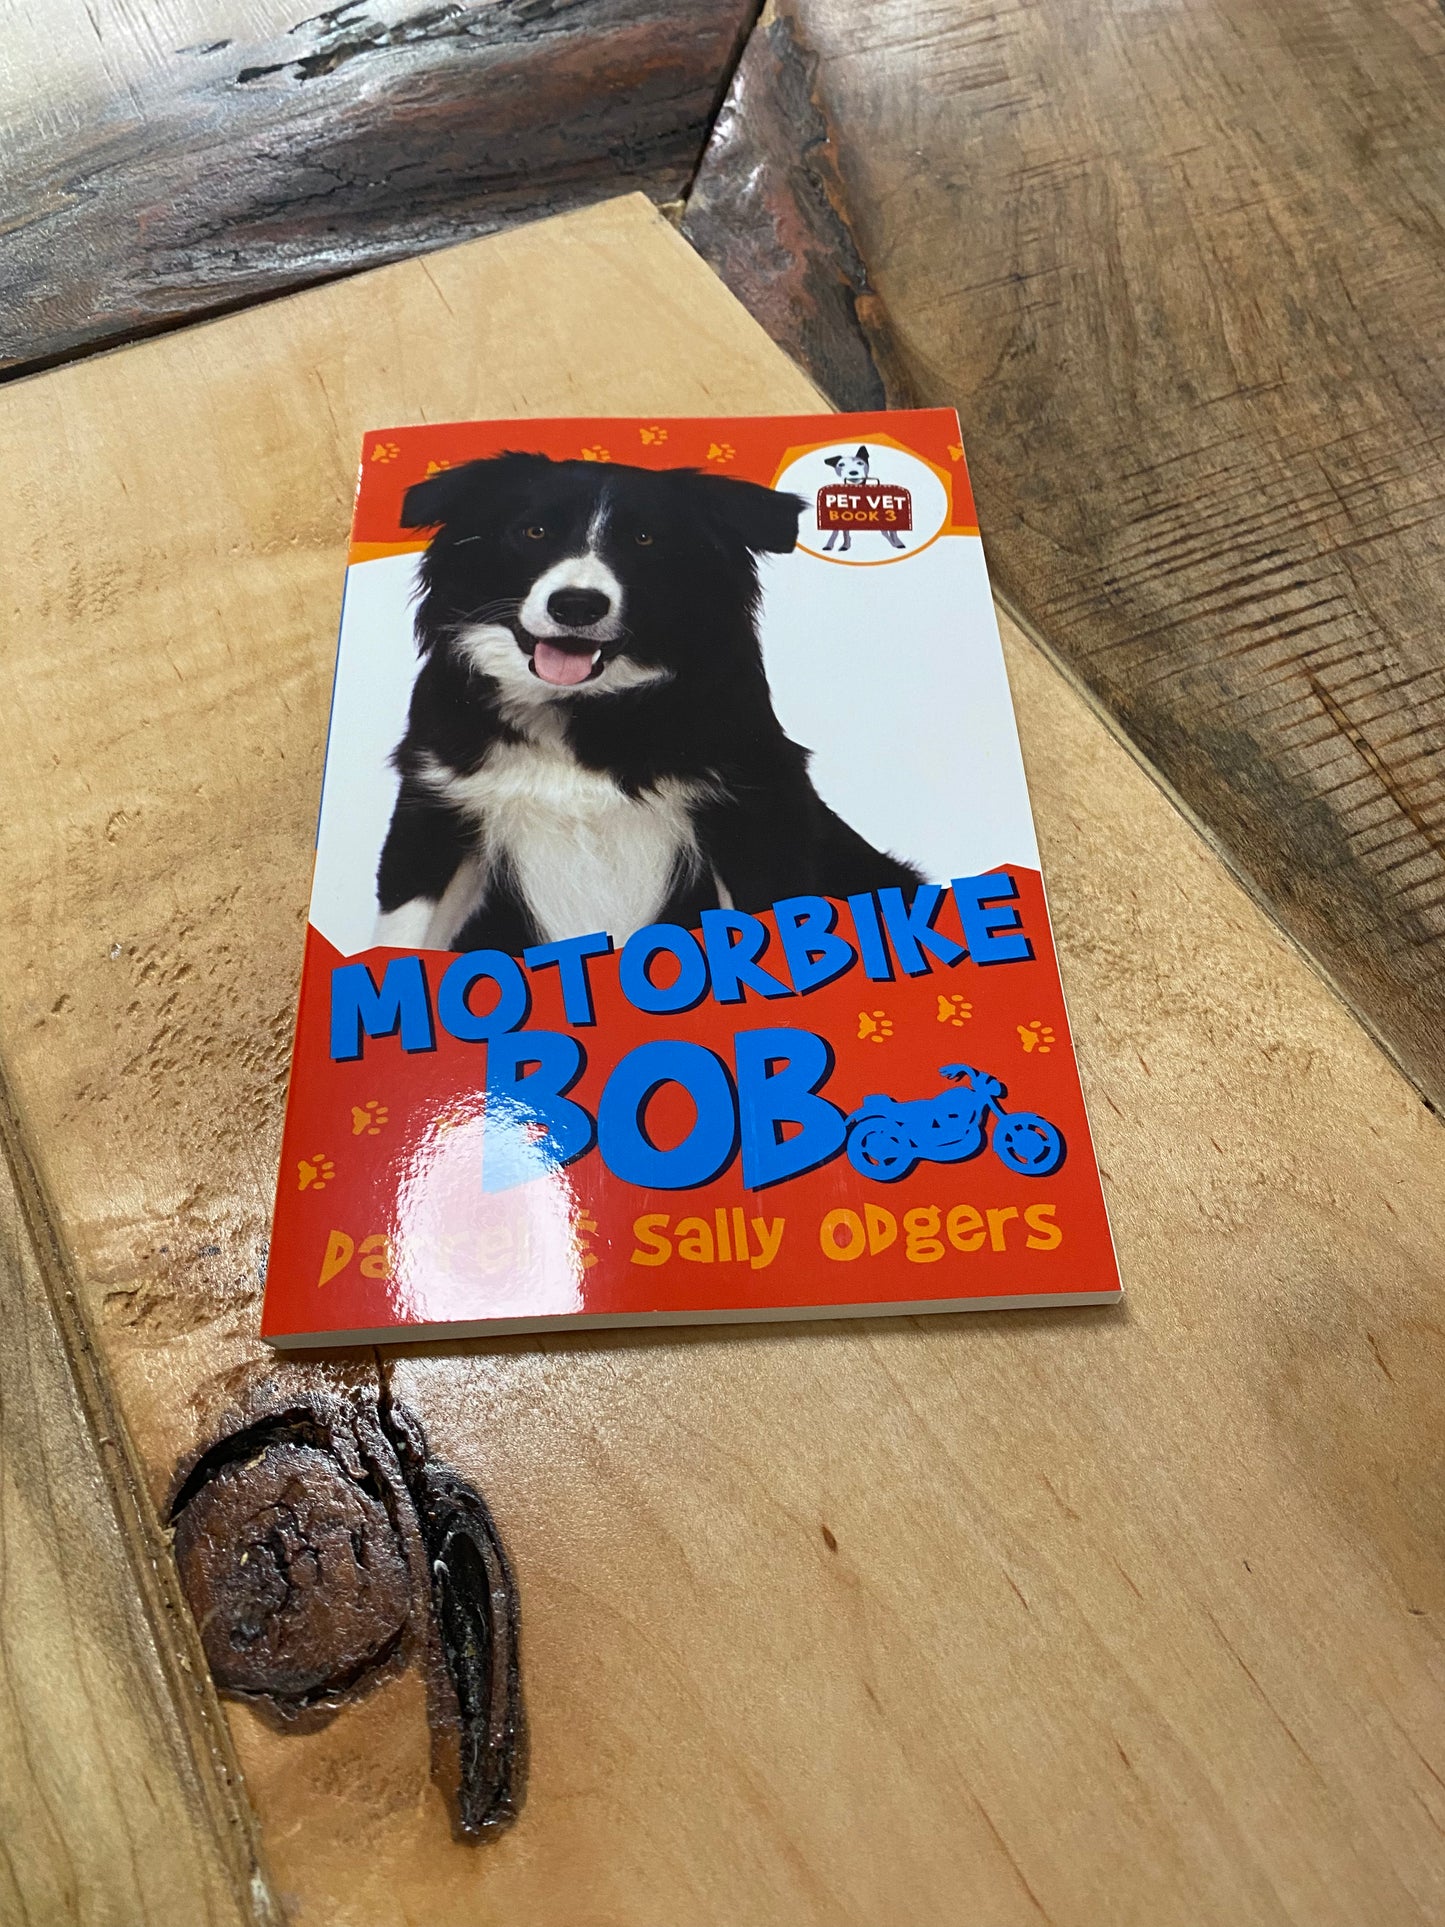 PET VET
BOOK 3
MOTORBIKE
BOB
Sally Odgers